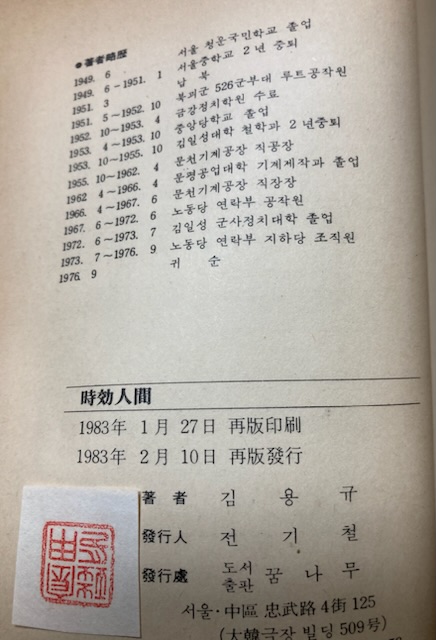 ●著者略歷
1949. 6 서울 청운국민학교 졸업
1949. 6 ~ 1951. 1 서울중학교 2년 중퇴
1951. 3 납 북
1951. 5 ~ 1952. 10 북괴군 526군부대 루트공작원
1952. 10 ~ 1953. 4 금강정치학원 수료
1953. 4 ~ 1953. 10 중앙당학교 졸업
1953. 10 ~ 1955. 10 김일성대학 철학과 2년중퇴
1955. 10 ~ 1962. 4 문천기계공장 직공장
1962 4 ~ 1966. 4 문평공업대학 기계제작과 졸업
1966. 4 ~ 1967. 6 문천기계공장 직장장
1967. 6 ~ 1972. 6 노동당 연락부 공작원
1972. 6 ~ 1973. 7 김일성 군사정치대학 졸업
1973. 7 ~ 1976. 9 노동당 연락부 지하당 조직원
1976. 9 귀 순
時効人間
1983年 1月 27日 再版印刷
1983年 2月 10日 再版發行
著 者 김 용 규
發行人 전 기 철
發行處 도서출판 꿈나무
서울·中區 忠武路 4街 125
(大韓극장 빌딩 509号)